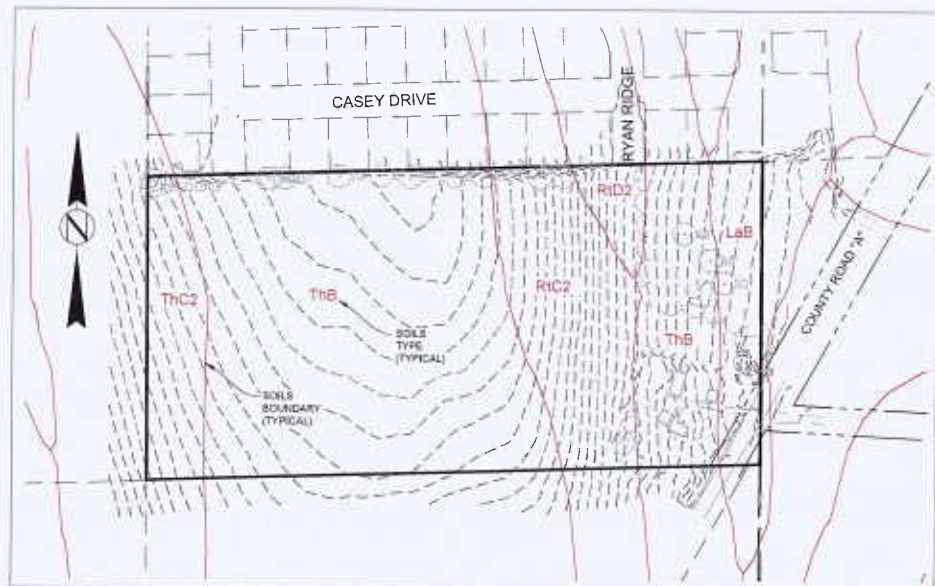 CASEY DRIVE
RYAN RIDGE
RtD2
LaB
ThC2
ThB
RtC2
COUNTY ROAD "A"
SOILS
TYPE
(TYPICAL)
ThB
SOILS
BOUNDARY
(TYPICAL)
N